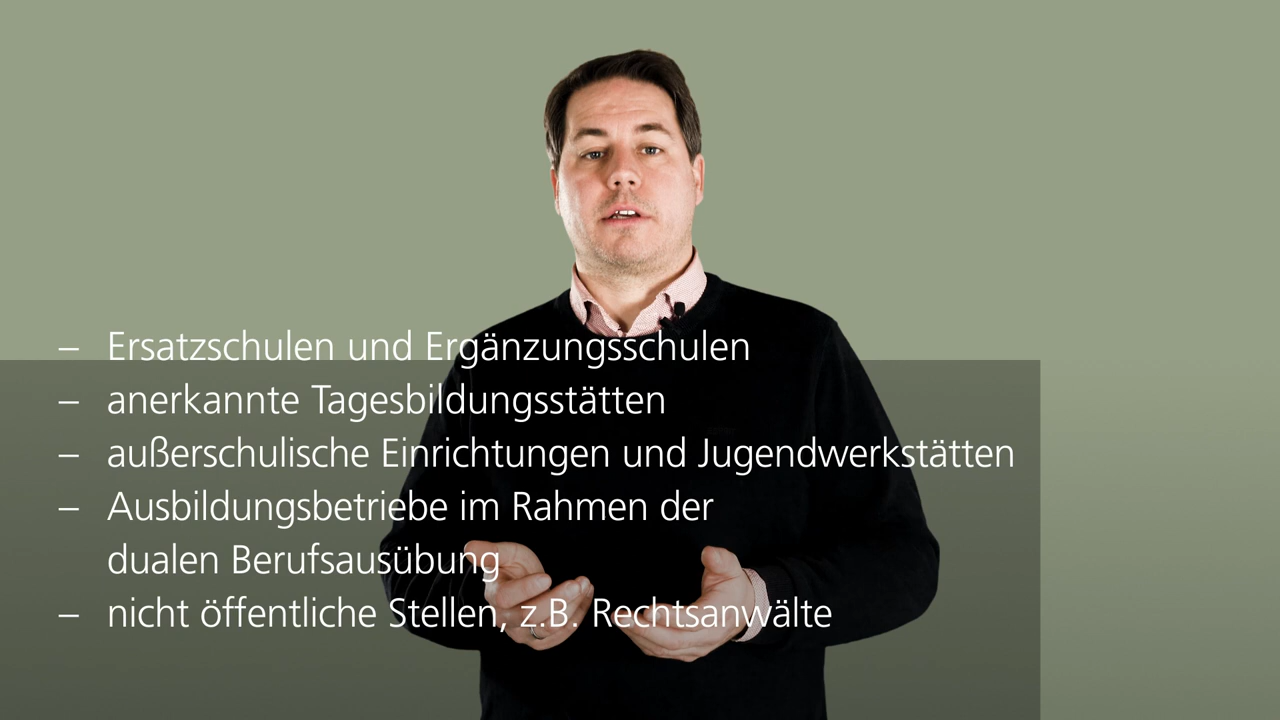 – Ersatzschulen und Ergänzungsschulen
– anerkannte Tagesbildungsstätten
– außerschulische Einrichtungen und Jugendwerkstätten
– Ausbildungsbetriebe im Rahmen der
dualen Berufsausübung
– nicht öffentliche Stellen, z.B. Rechtsanwälte